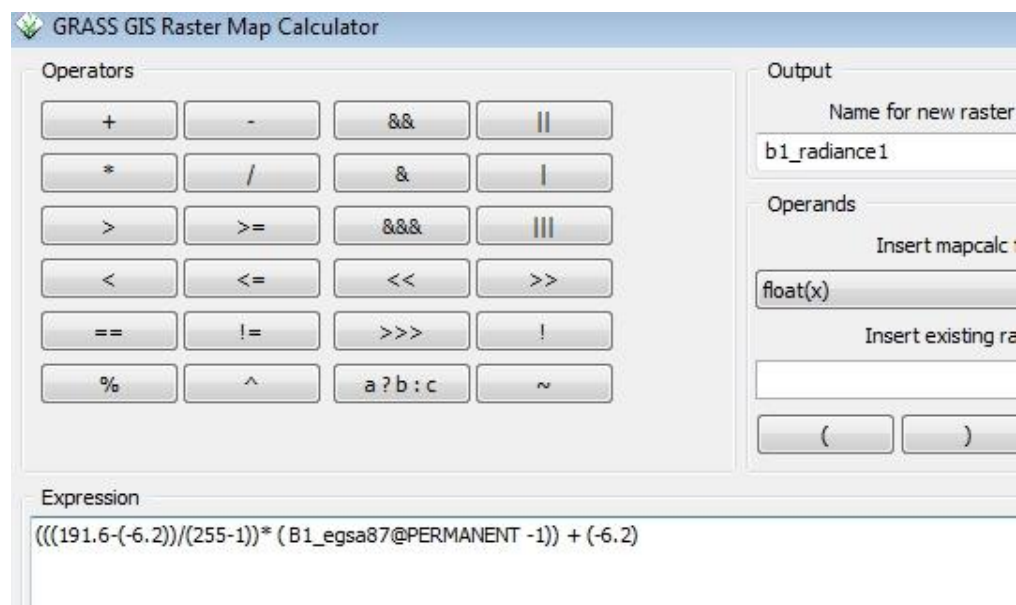 GRASS GIS Raster Map Calculator
Operators
+ - && ||
* / & |
> >= &&& |||
< <= << >>
== != >>> !
% ^ a ? b : c ~
Output
Name for new raster
b1_radiance1
Operands
Insert mapcalc
float(x)
Insert existing ra
( )
Expression
(((191.6-(-6.2))/(255-1))* ( B1_egsa87@PERMANENT -1)) + (-6.2)